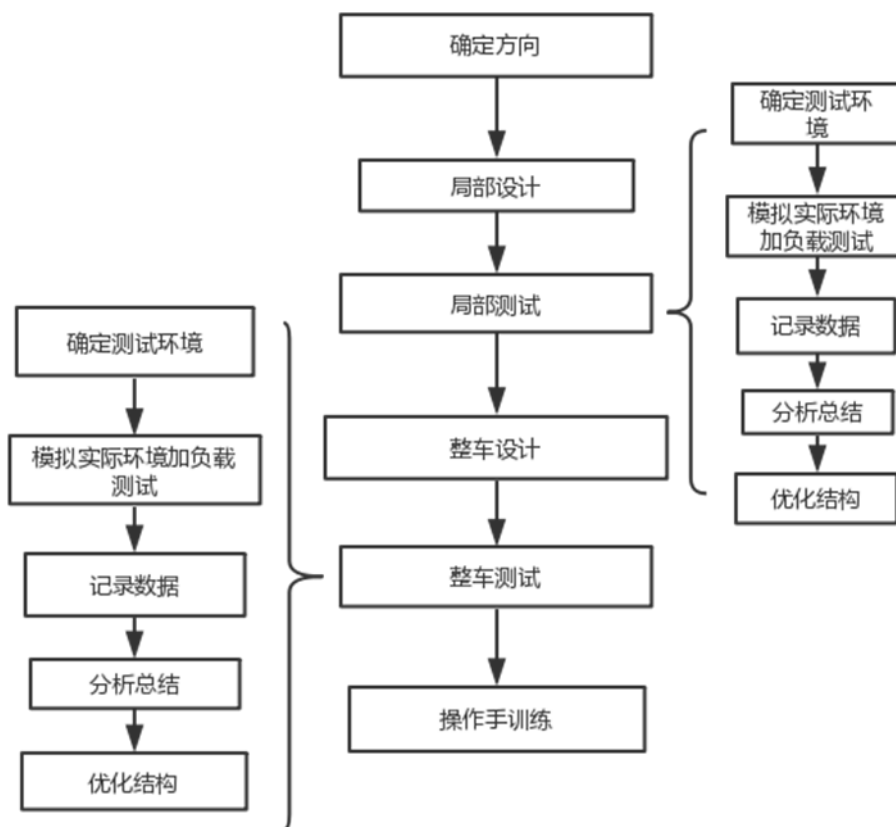 确定方向
局部设计
局部测试
整车设计
整车测试
操作手训练
确定测试环
境
模拟实际环境
加负载测试
记录数据
分析总结
优化结构
确定测试环境
模拟实际环境加负载
测试
记录数据
分析总结
优化结构